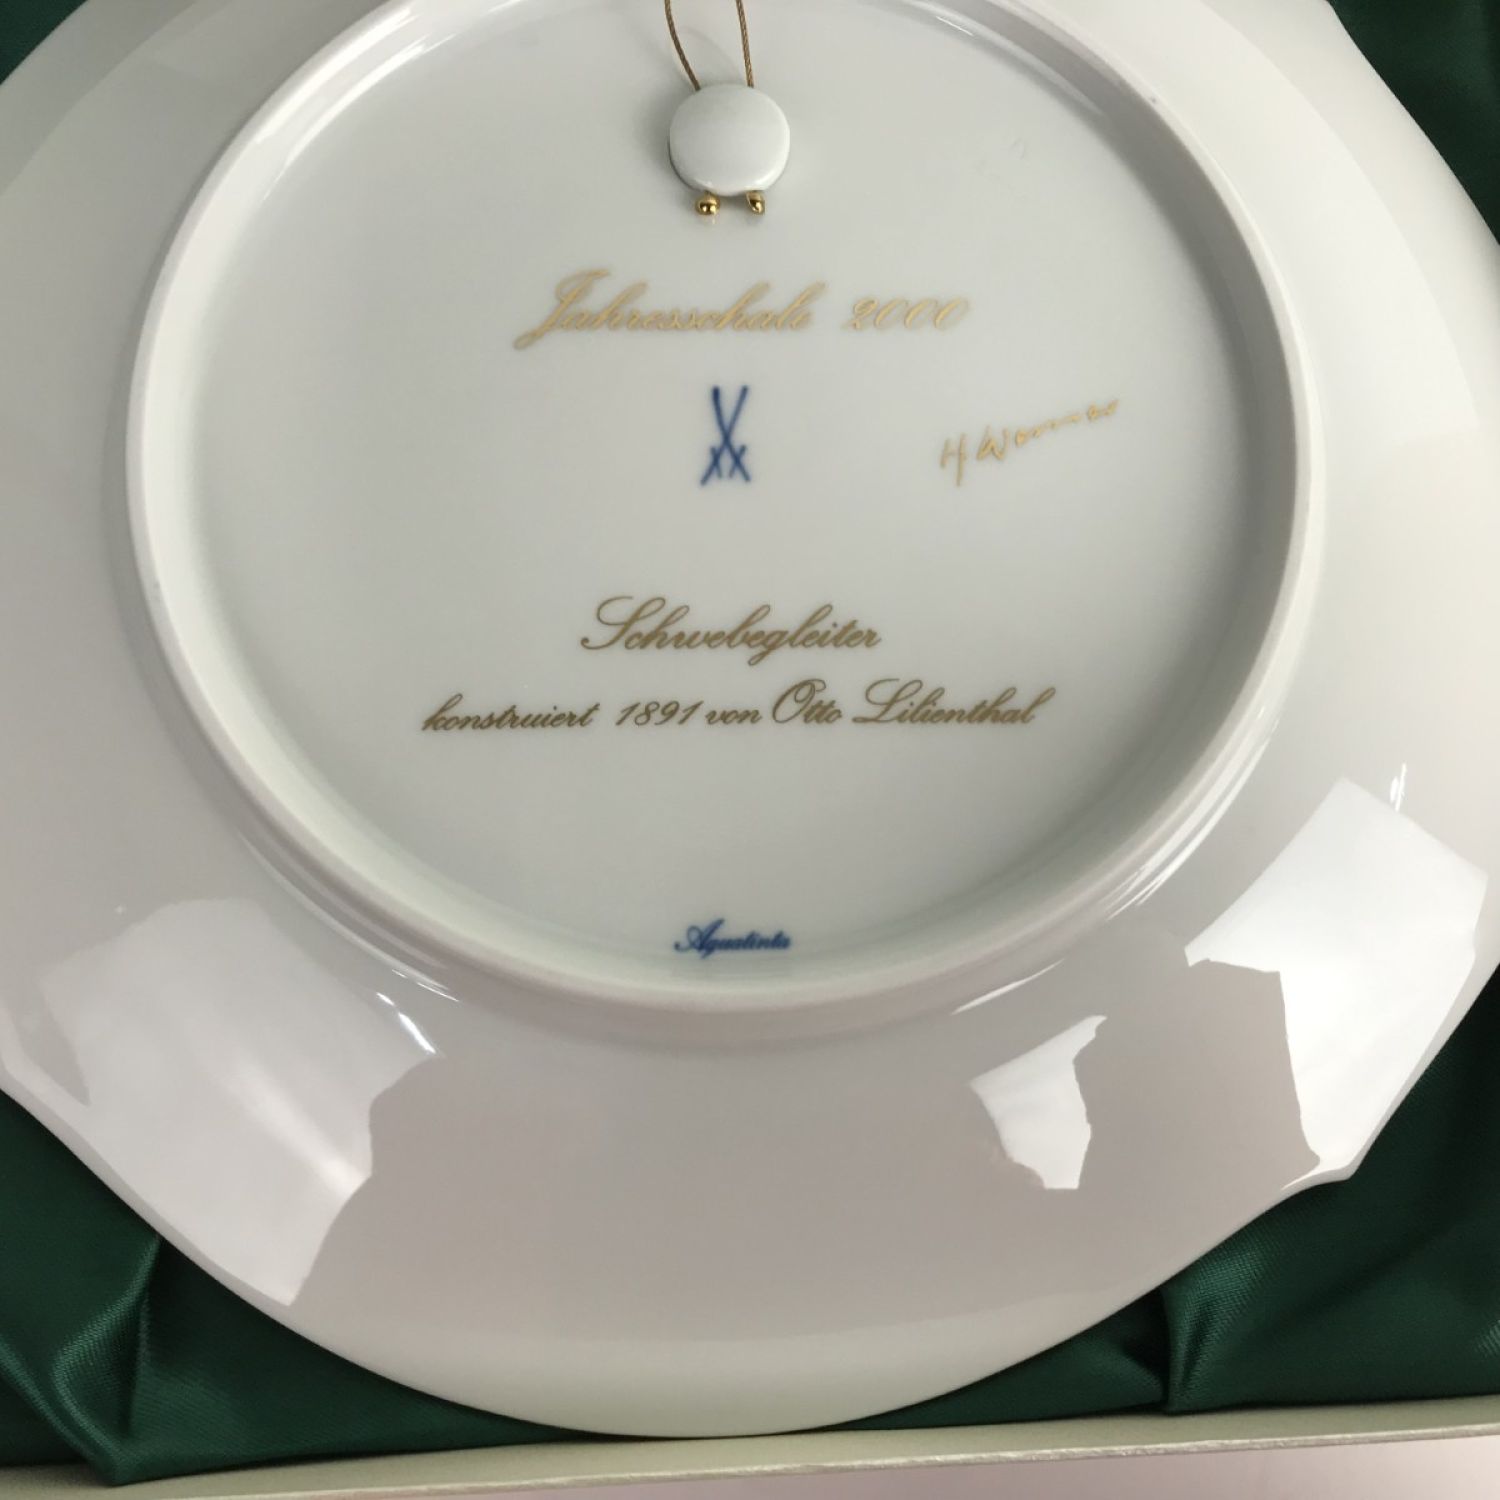 Jahresschale 2000
H. Werner
Schwebegleiter
konstruiert 1891 von Otto Lilienthal
Aquatinta